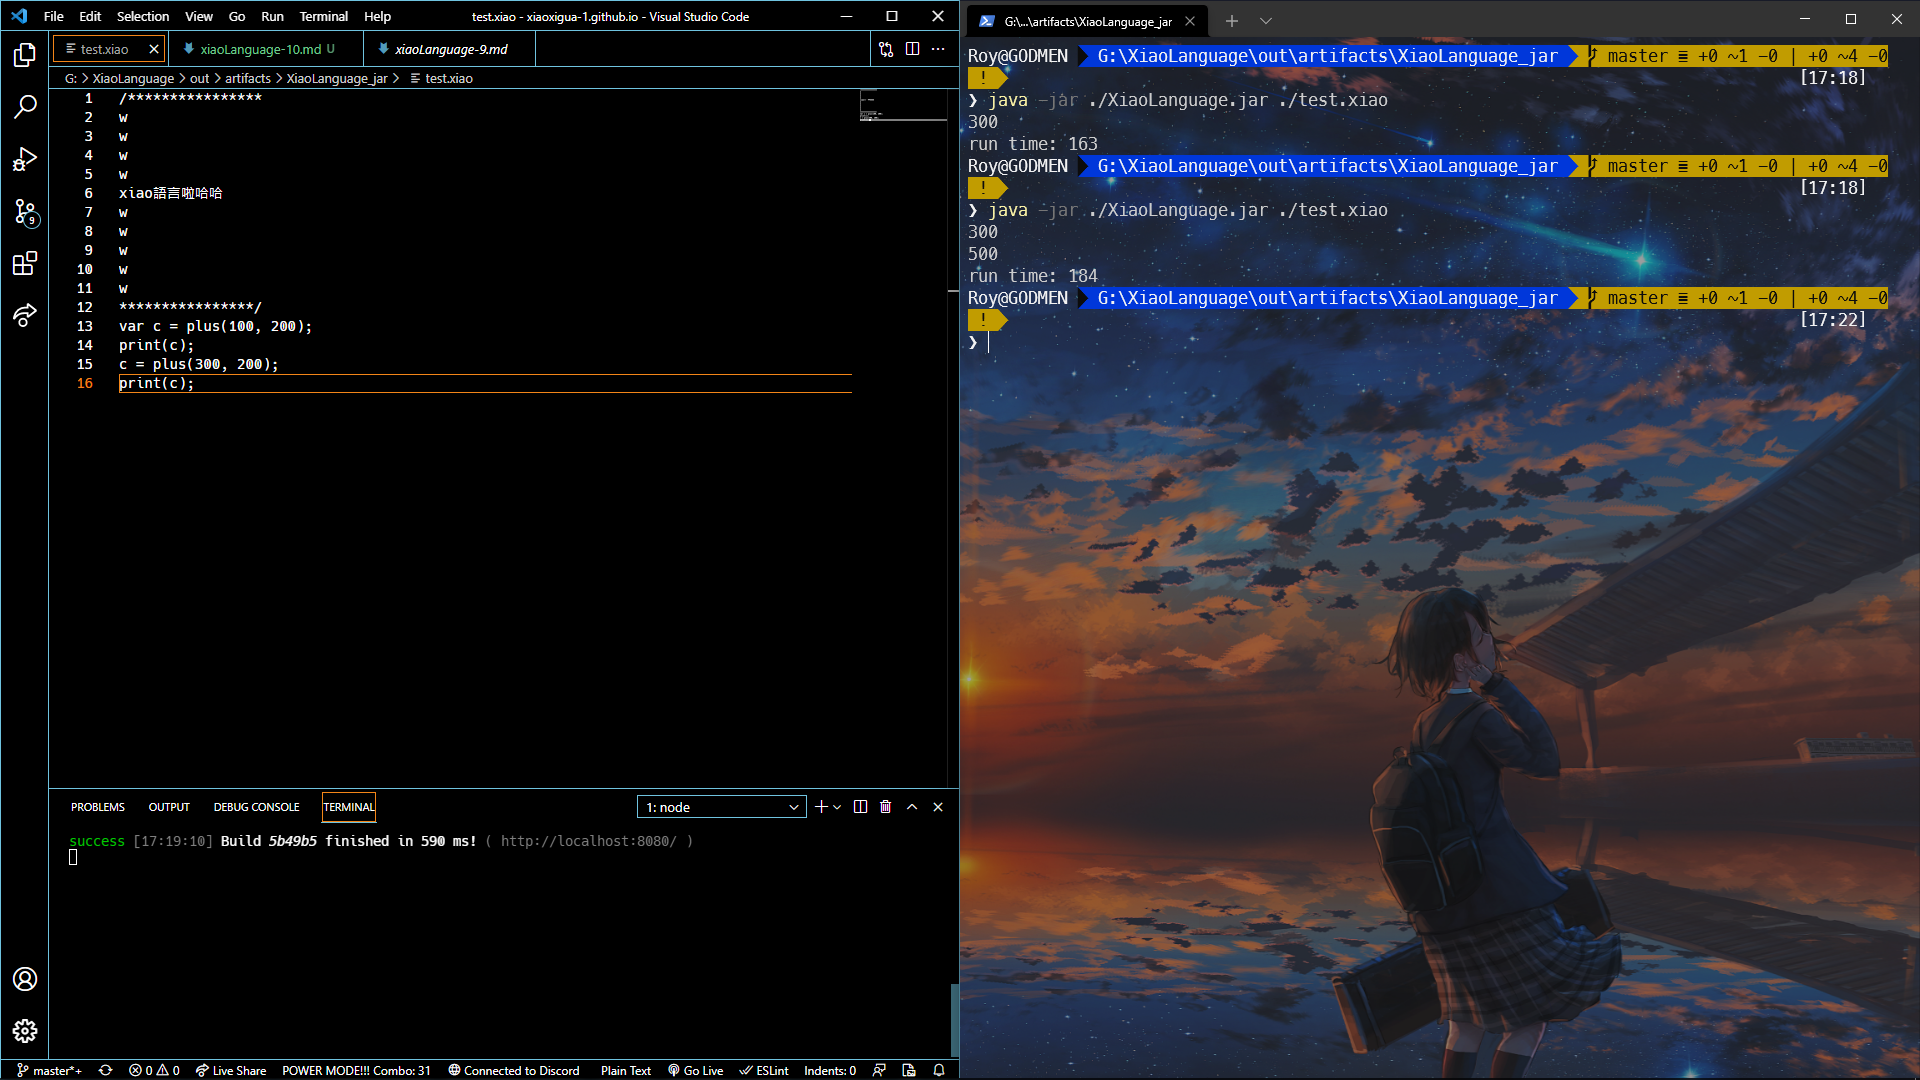 File Edit Selection View Go Run Terminal Help test.xiao - xiaoxigua-1.github.io - Visual Studio Code
test.xiao xiaoLanguage-10.md U xiaoLanguage-9.md
G: > XiaoLanguage > out > artifacts > XiaoLanguage_jar > test.xiao
1 /****************
2 w
3 w
4 w
5 w
6 xiao語言啦哈哈
7 w
8 w
9 w
10 w
11 w
12 ****************/
13 var c = plus(100, 200);
14 print(c);
15 c = plus(300, 200);
16 print(c);
9
PROBLEMS OUTPUT DEBUG CONSOLE TERMINAL 1: node
success [17:19:10] Build 5b49b5 finished in 590 ms! ( http://localhost:8080/ )
master*+ 0 0 Live Share POWER MODE!!! Combo: 31 Connected to Discord Plain Text Go Live ESLint Indents: 0
G:\...\artifacts\XiaoLanguage_jar
Roy@GODMEN G:\XiaoLanguage\out\artifacts\XiaoLanguage_jar master ≡ +0 ~1 -0 | +0 ~4 -0
! [17:18]
❯ java -jar ./XiaoLanguage.jar ./test.xiao
300
run time: 163
Roy@GODMEN G:\XiaoLanguage\out\artifacts\XiaoLanguage_jar master ≡ +0 ~1 -0 | +0 ~4 -0
! [17:18]
❯ java -jar ./XiaoLanguage.jar ./test.xiao
300
500
run time: 184
Roy@GODMEN G:\XiaoLanguage\out\artifacts\XiaoLanguage_jar master ≡ +0 ~1 -0 | +0 ~4 -0
! [17:22]
❯